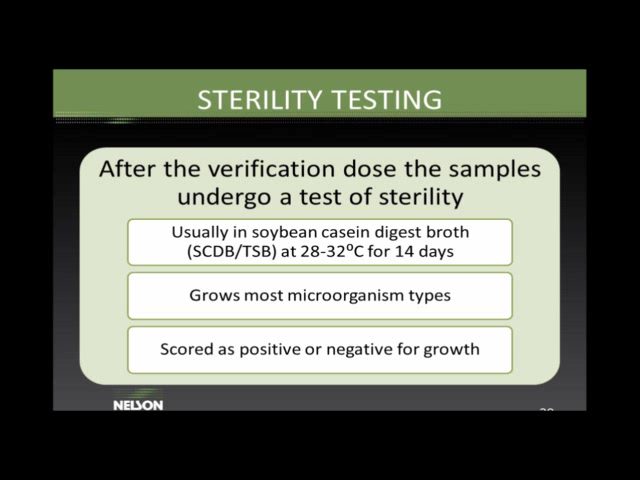 STERILITY TESTING
After the verification dose the samples
undergo a test of sterility
Usually in soybean casein digest broth
(SCDB/TSB) at 28-32⁰C for 14 days
Grows most microorganism types
Scored as positive or negative for growth
NELSON